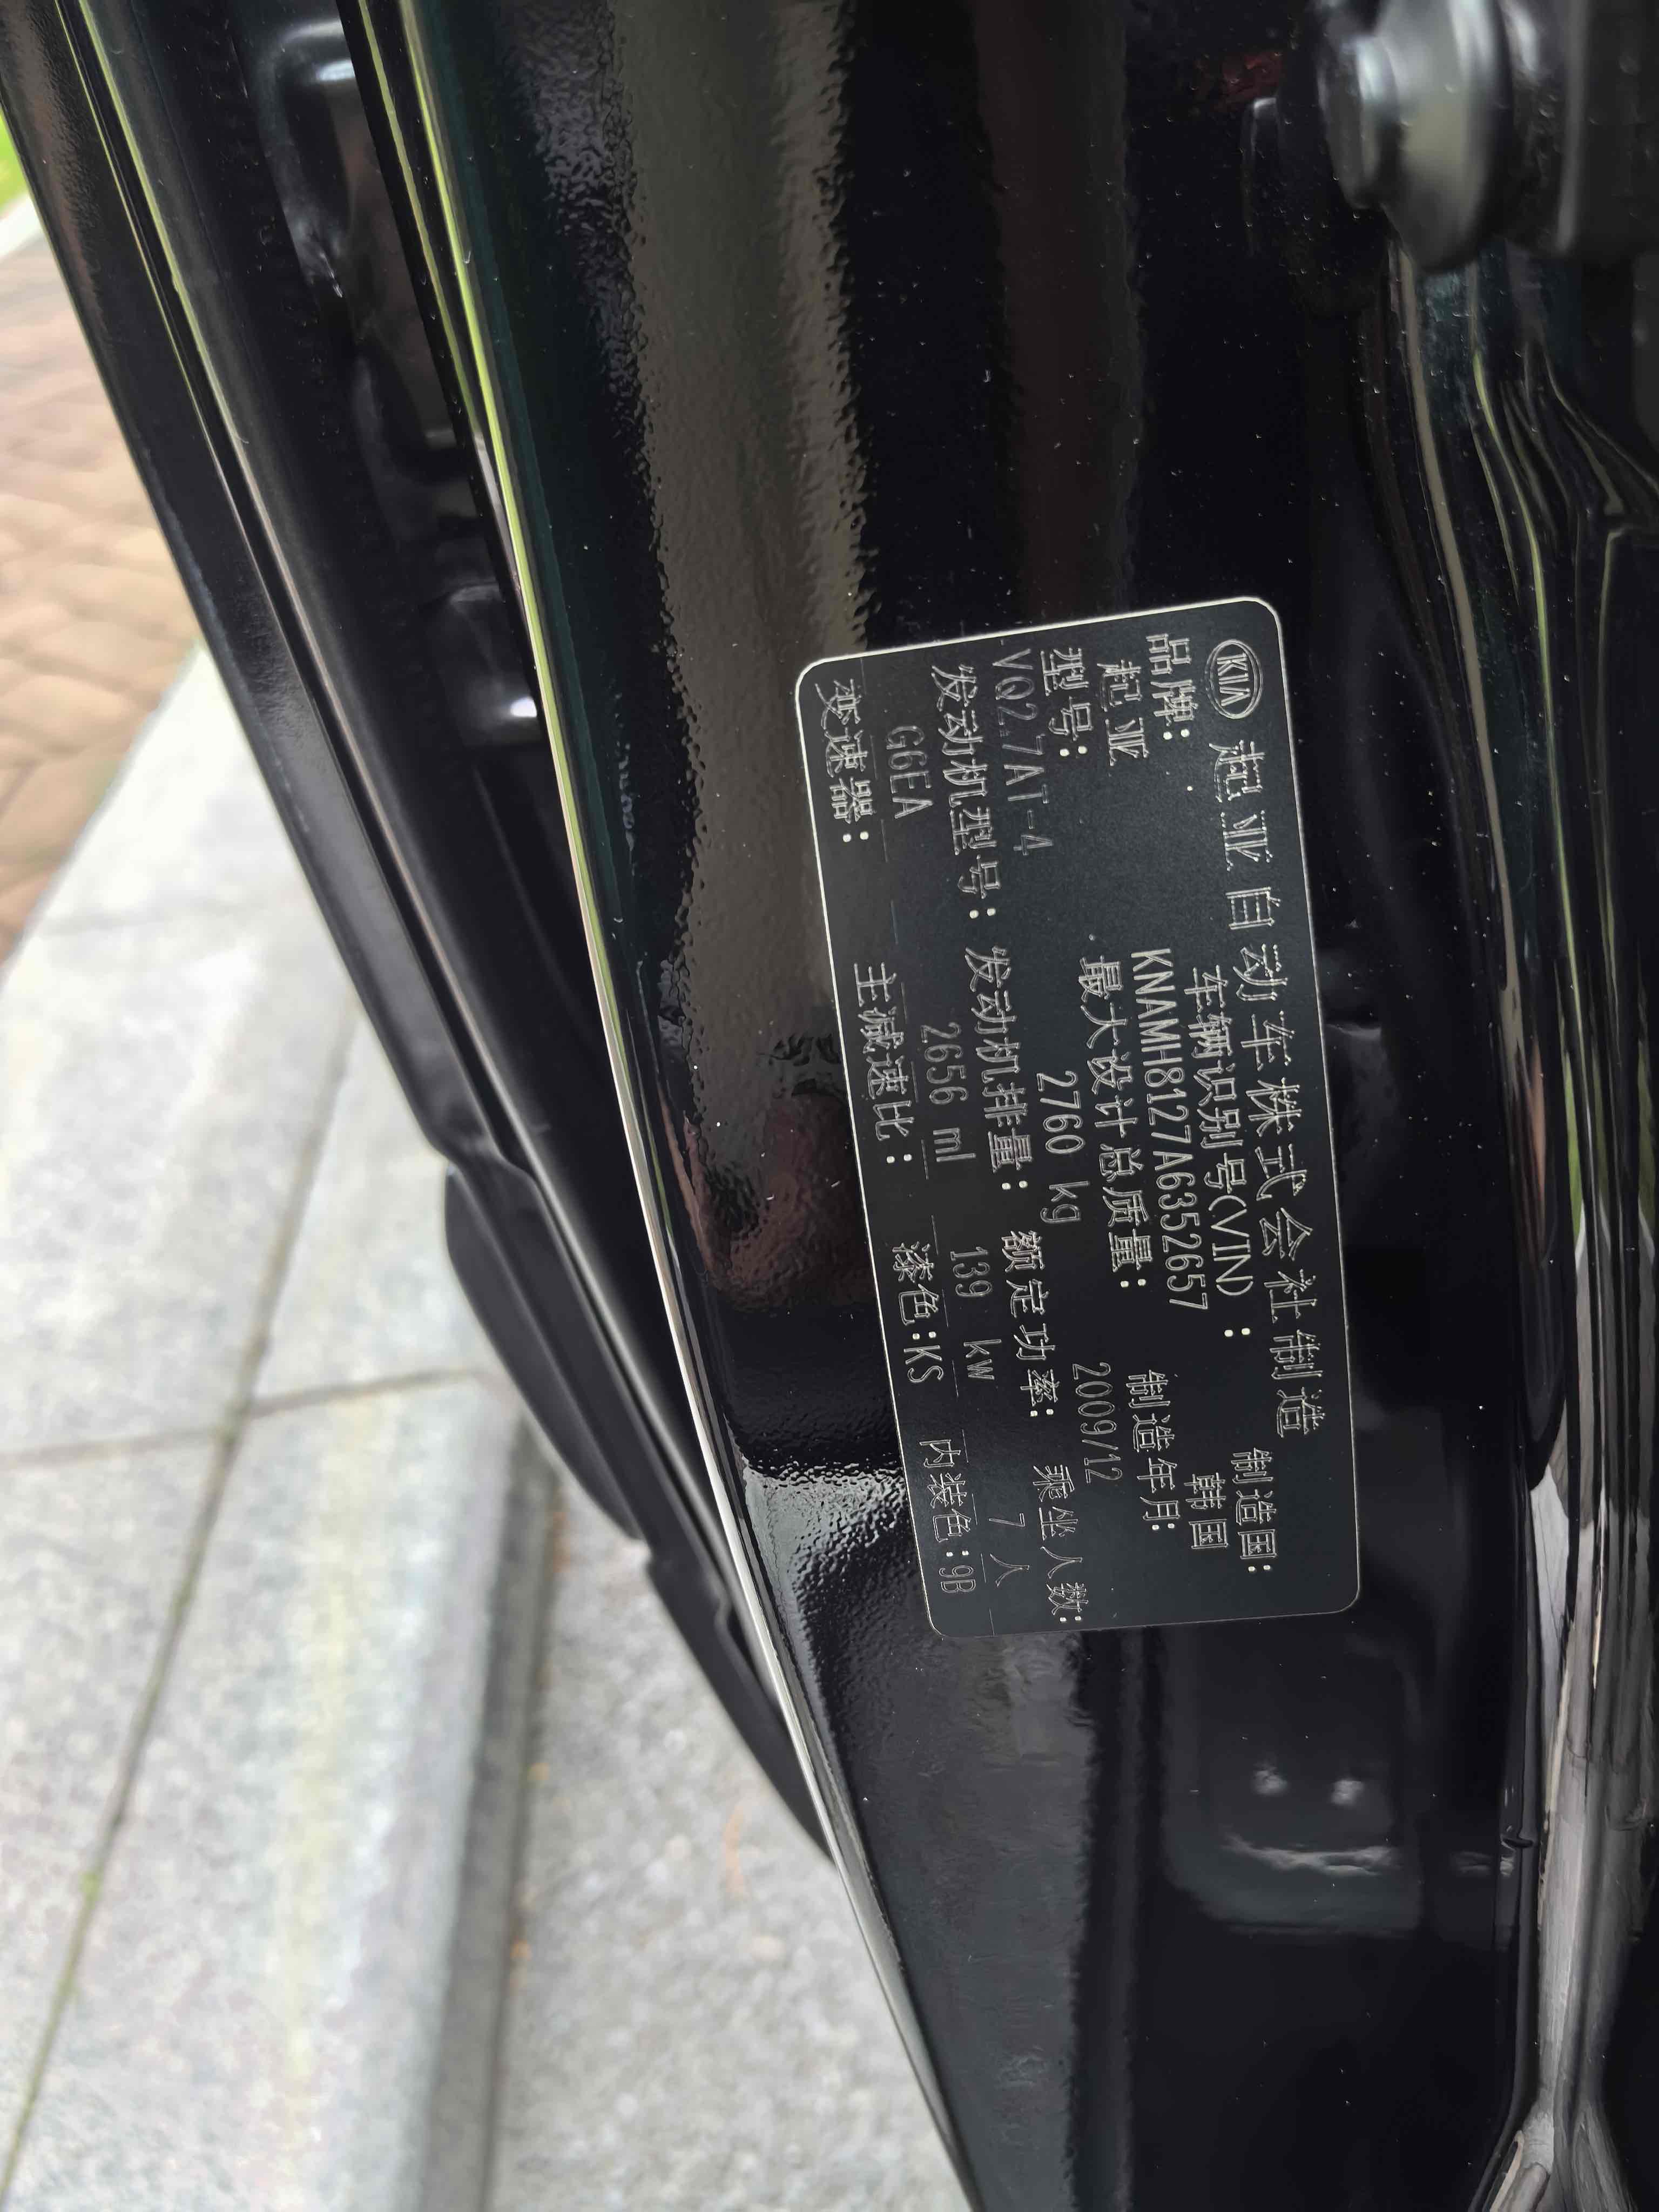 KIA 起亚自动车株式会社制造
品牌: 车辆识别号(VIN): 制造国:
起亚 KNAMH8127A6352657 韩国
型号: 最大设计总质量: 制造年月:
VQ2.7AT-4 2760 kg 2009/12
发动机型号: 发动机排量: 额定功率: 乘坐人数:
G6EA 2656 ml 139 kw 7 人
变速器: 主减速比: 漆色:KS 内装色:9B